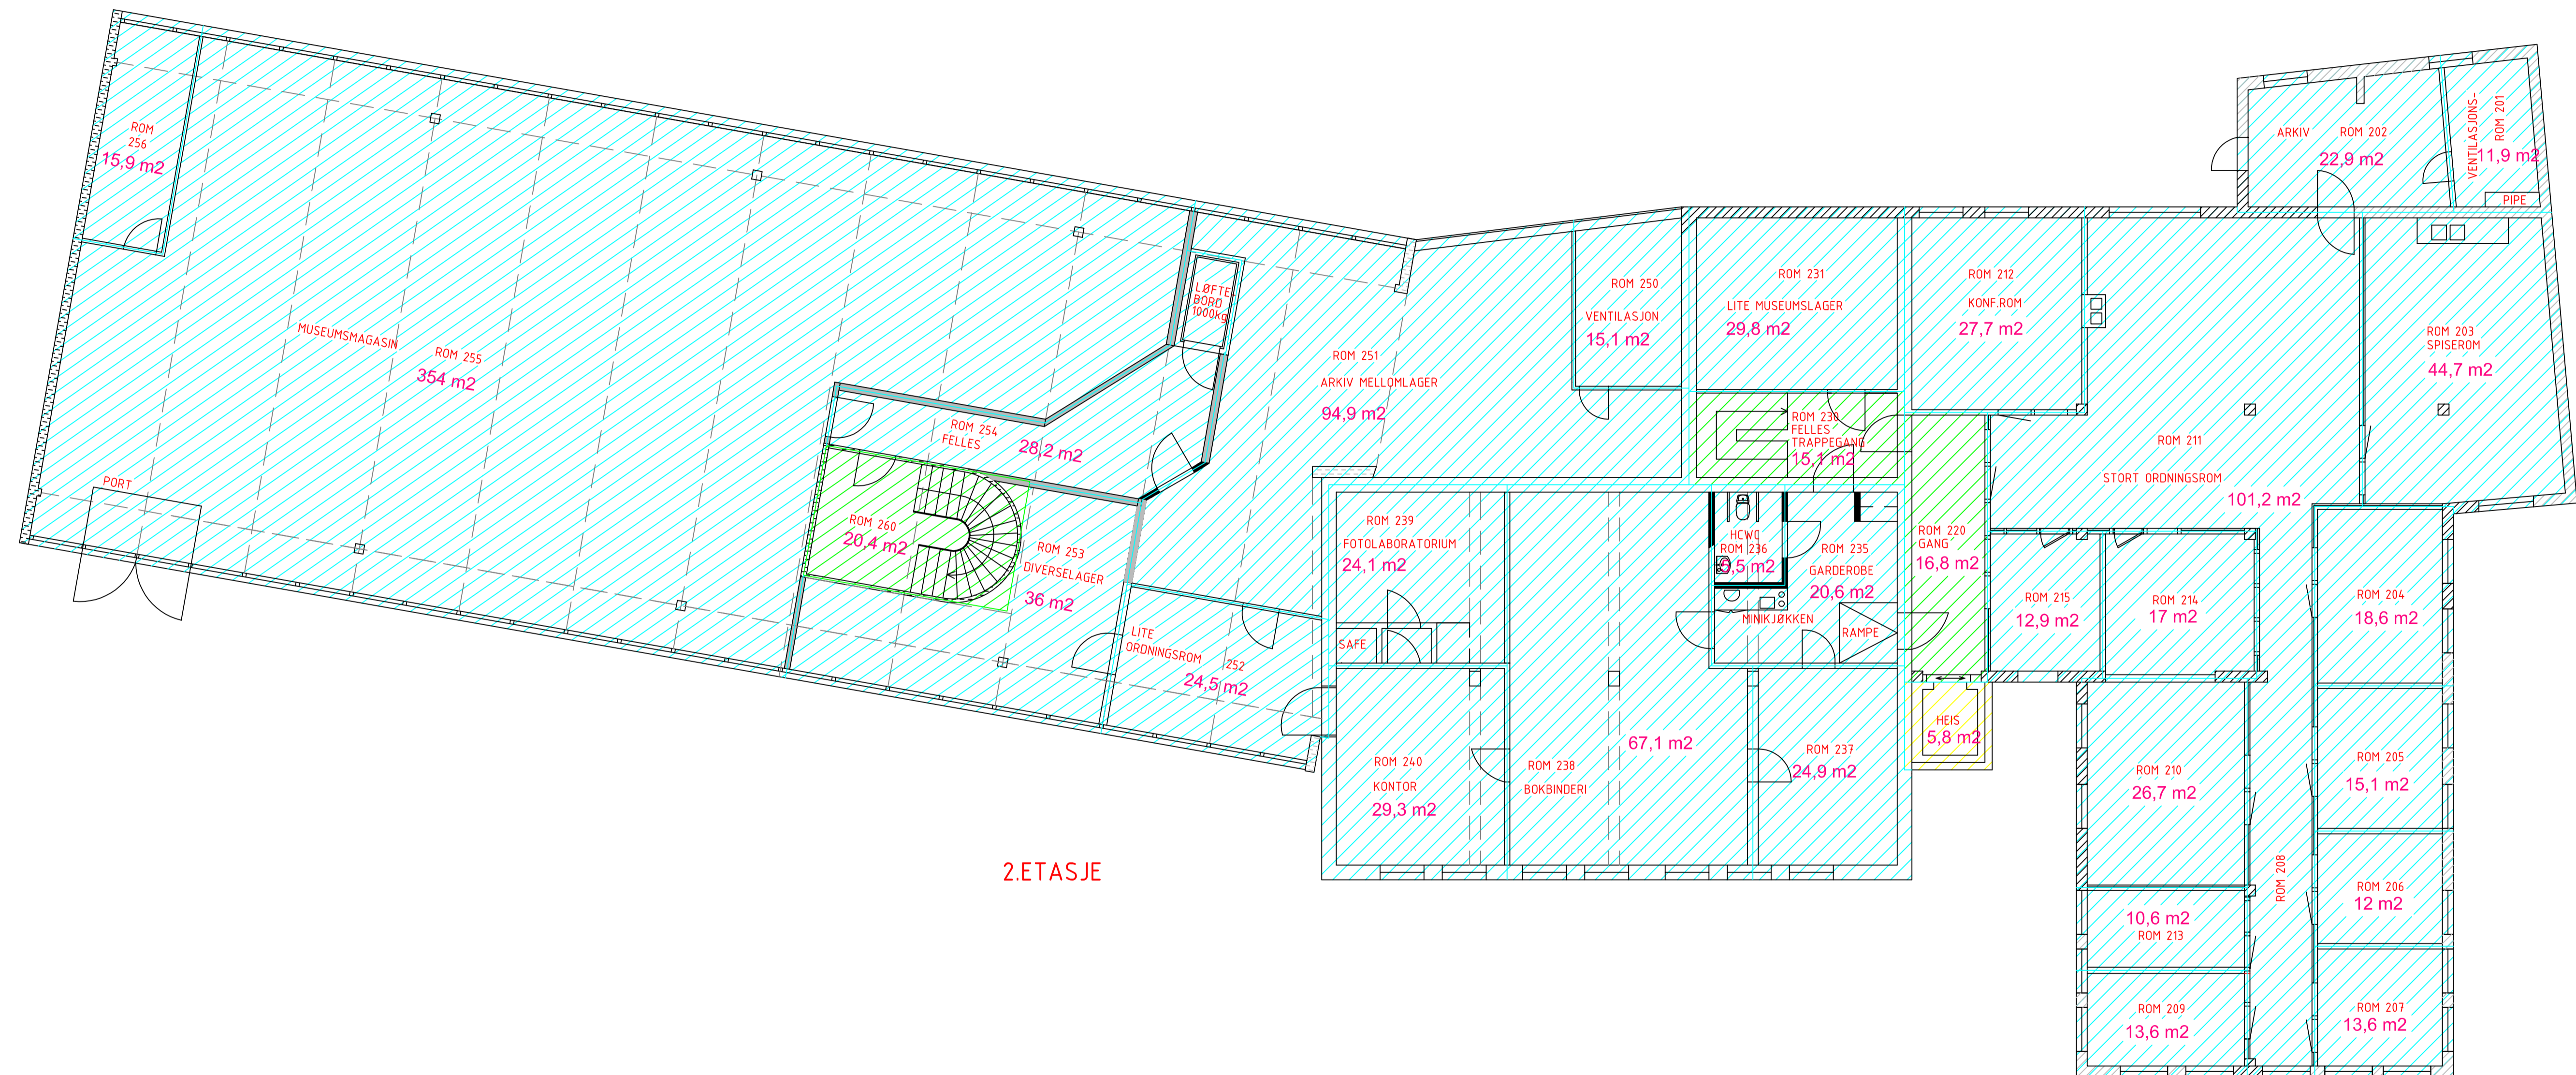 ROM
256
15,9 m2
MUSEUMSMAGASIN
ROM 255
354 m2
PORT
LØFTE-
BORD
1000Kg
ROM 254
FELLES
28,2 m2
ROM 260
20,4 m2
ROM 253
DIVERSELAGER
36 m2
LITE
ORDNINGSROM
252
24,5 m2
ROM 251
ARKIV MELLOMLAGER
94,9 m2
ROM 250
VENTILASJON
15,1 m2
ROM 231
LITE MUSEUMSLAGER
29,8 m2
ROM 212
KONF.ROM
27,7 m2
ARKIV
ROM 202
22,9 m2
VENTILASJONS-
ROM 201
11,9 m2
PIPE
ROM 203
SPISEROM
44,7 m2
ROM 230
FELLES
TRAPPEGANG
15,1 m2
ROM 211
STORT ORDNINGSROM
101,2 m2
ROM 239
FOTOLABORATORIUM
24,1 m2
SAFE
HCWC
ROM 236
5,5 m2
ROM 235
GARDEROBE
20,6 m2
MINIKJØKKEN
RAMPE
ROM 220
GANG
16,8 m2
ROM 215
12,9 m2
ROM 214
17 m2
ROM 204
18,6 m2
HEIS
5,8 m2
ROM 240
KONTOR
29,3 m2
ROM 238
BOKBINDERI
67,1 m2
ROM 237
24,9 m2
ROM 210
26,7 m2
ROM 205
15,1 m2
ROM 208
ROM 206
12 m2
10,6 m2
ROM 213
ROM 209
13,6 m2
ROM 207
13,6 m2
2.ETASJE